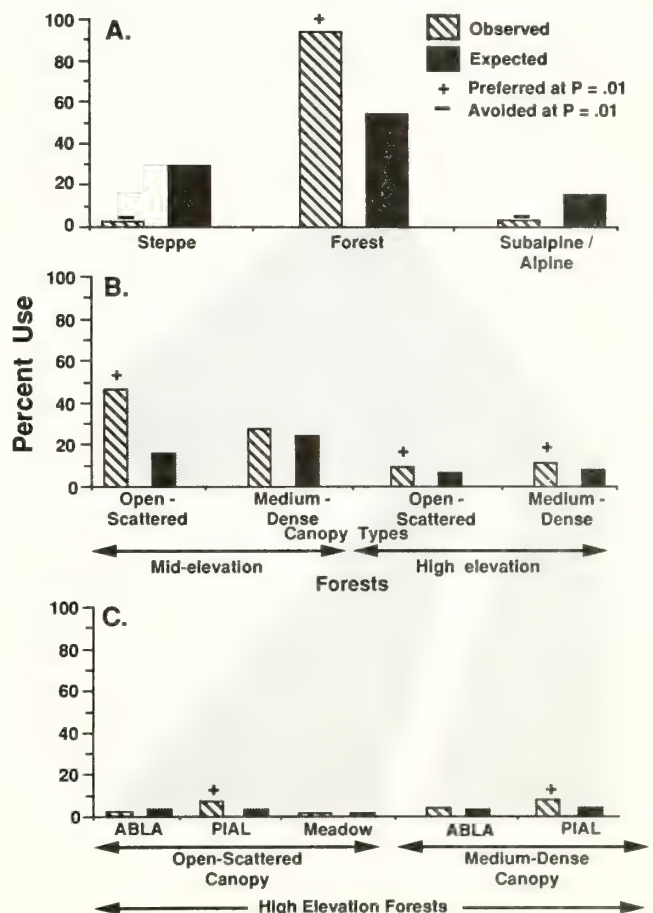 A.
Observed
Expected
+ Preferred at P = .01
− Avoided at P = .01
100
80
60
40
20
0
+
−
−
Steppe
Forest
Subalpine /
Alpine
Percent Use
B.
100
80
60
40
20
0
+
+
+
Open -
Scattered
Medium -
Dense
Open -
Scattered
Medium -
Dense
Canopy Types
Mid-elevation
High elevation
Forests
C.
100
80
60
40
20
0
+
+
ABLA
PIAL
Meadow
ABLA
PIAL
Open-Scattered
Canopy
Medium-Dense
Canopy
High Elevation Forests